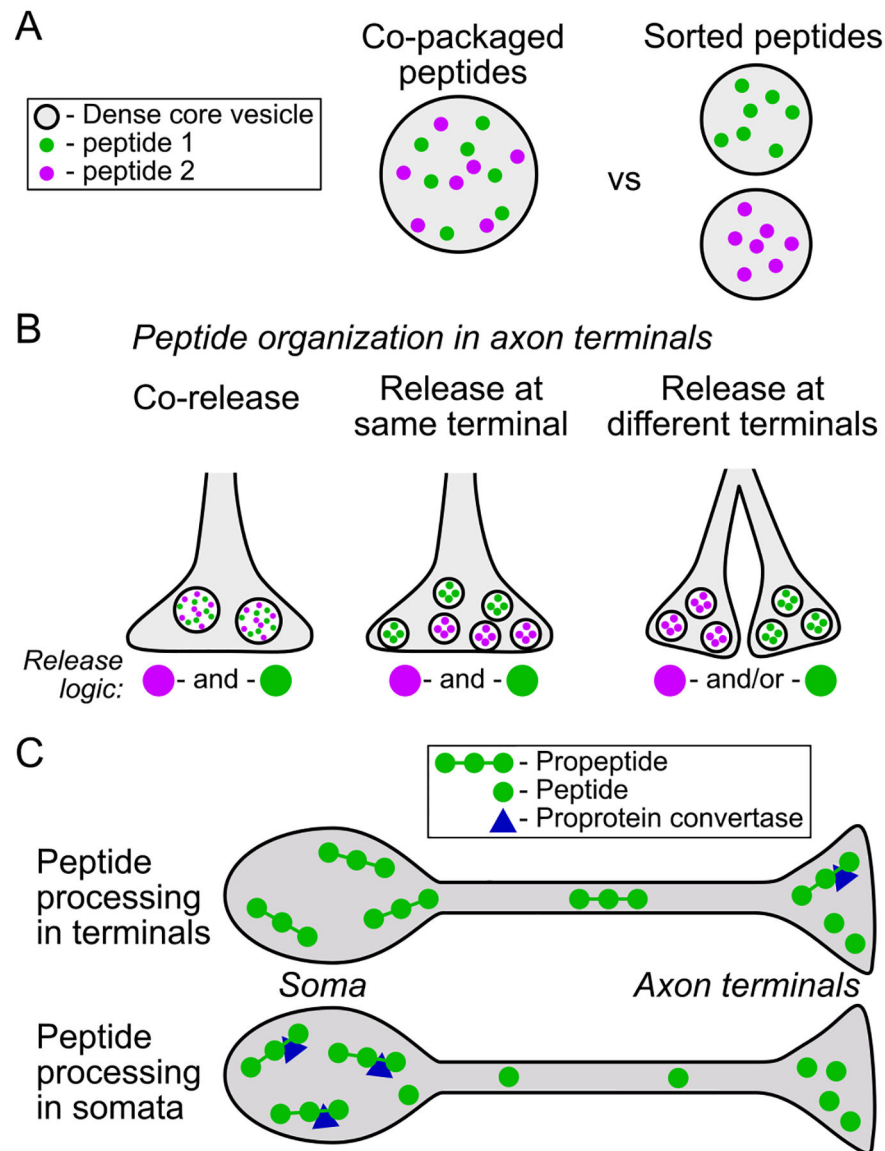 A
Co-packaged
peptides
Sorted peptides
- Dense core vesicle
- peptide 1
- peptide 2
vs
B
Peptide organization in axon terminals
Co-release
Release at
same terminal
Release at
different terminals
Release
logic:
- and -
- and -
- and/or -
C
- Propeptide
- Peptide
- Proprotein convertase
Peptide
processing
in terminals
Soma
Axon terminals
Peptide
processing
in somata